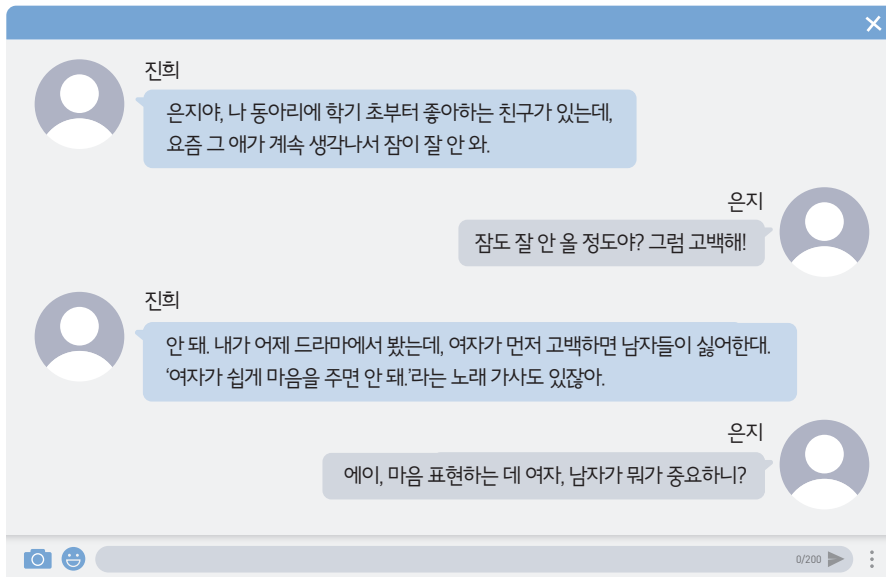 진희
은지야, 나 동아리에 학기 초부터 좋아하는 친구가 있는데,
요즘 그 애가 계속 생각나서 잠이 잘 안 와.
은지
잠도 잘 안 올 정도야? 그럼 고백해!
진희
안 돼. 내가 어제 드라마에서 봤는데, 여자가 먼저 고백하면 남자들이 싫어한대.
‘여자가 쉽게 마음을 주면 안 돼.’라는 노래 가사도 있잖아.
은지
에이, 마음 표현하는 데 여자, 남자가 뭐가 중요하니?
0/200